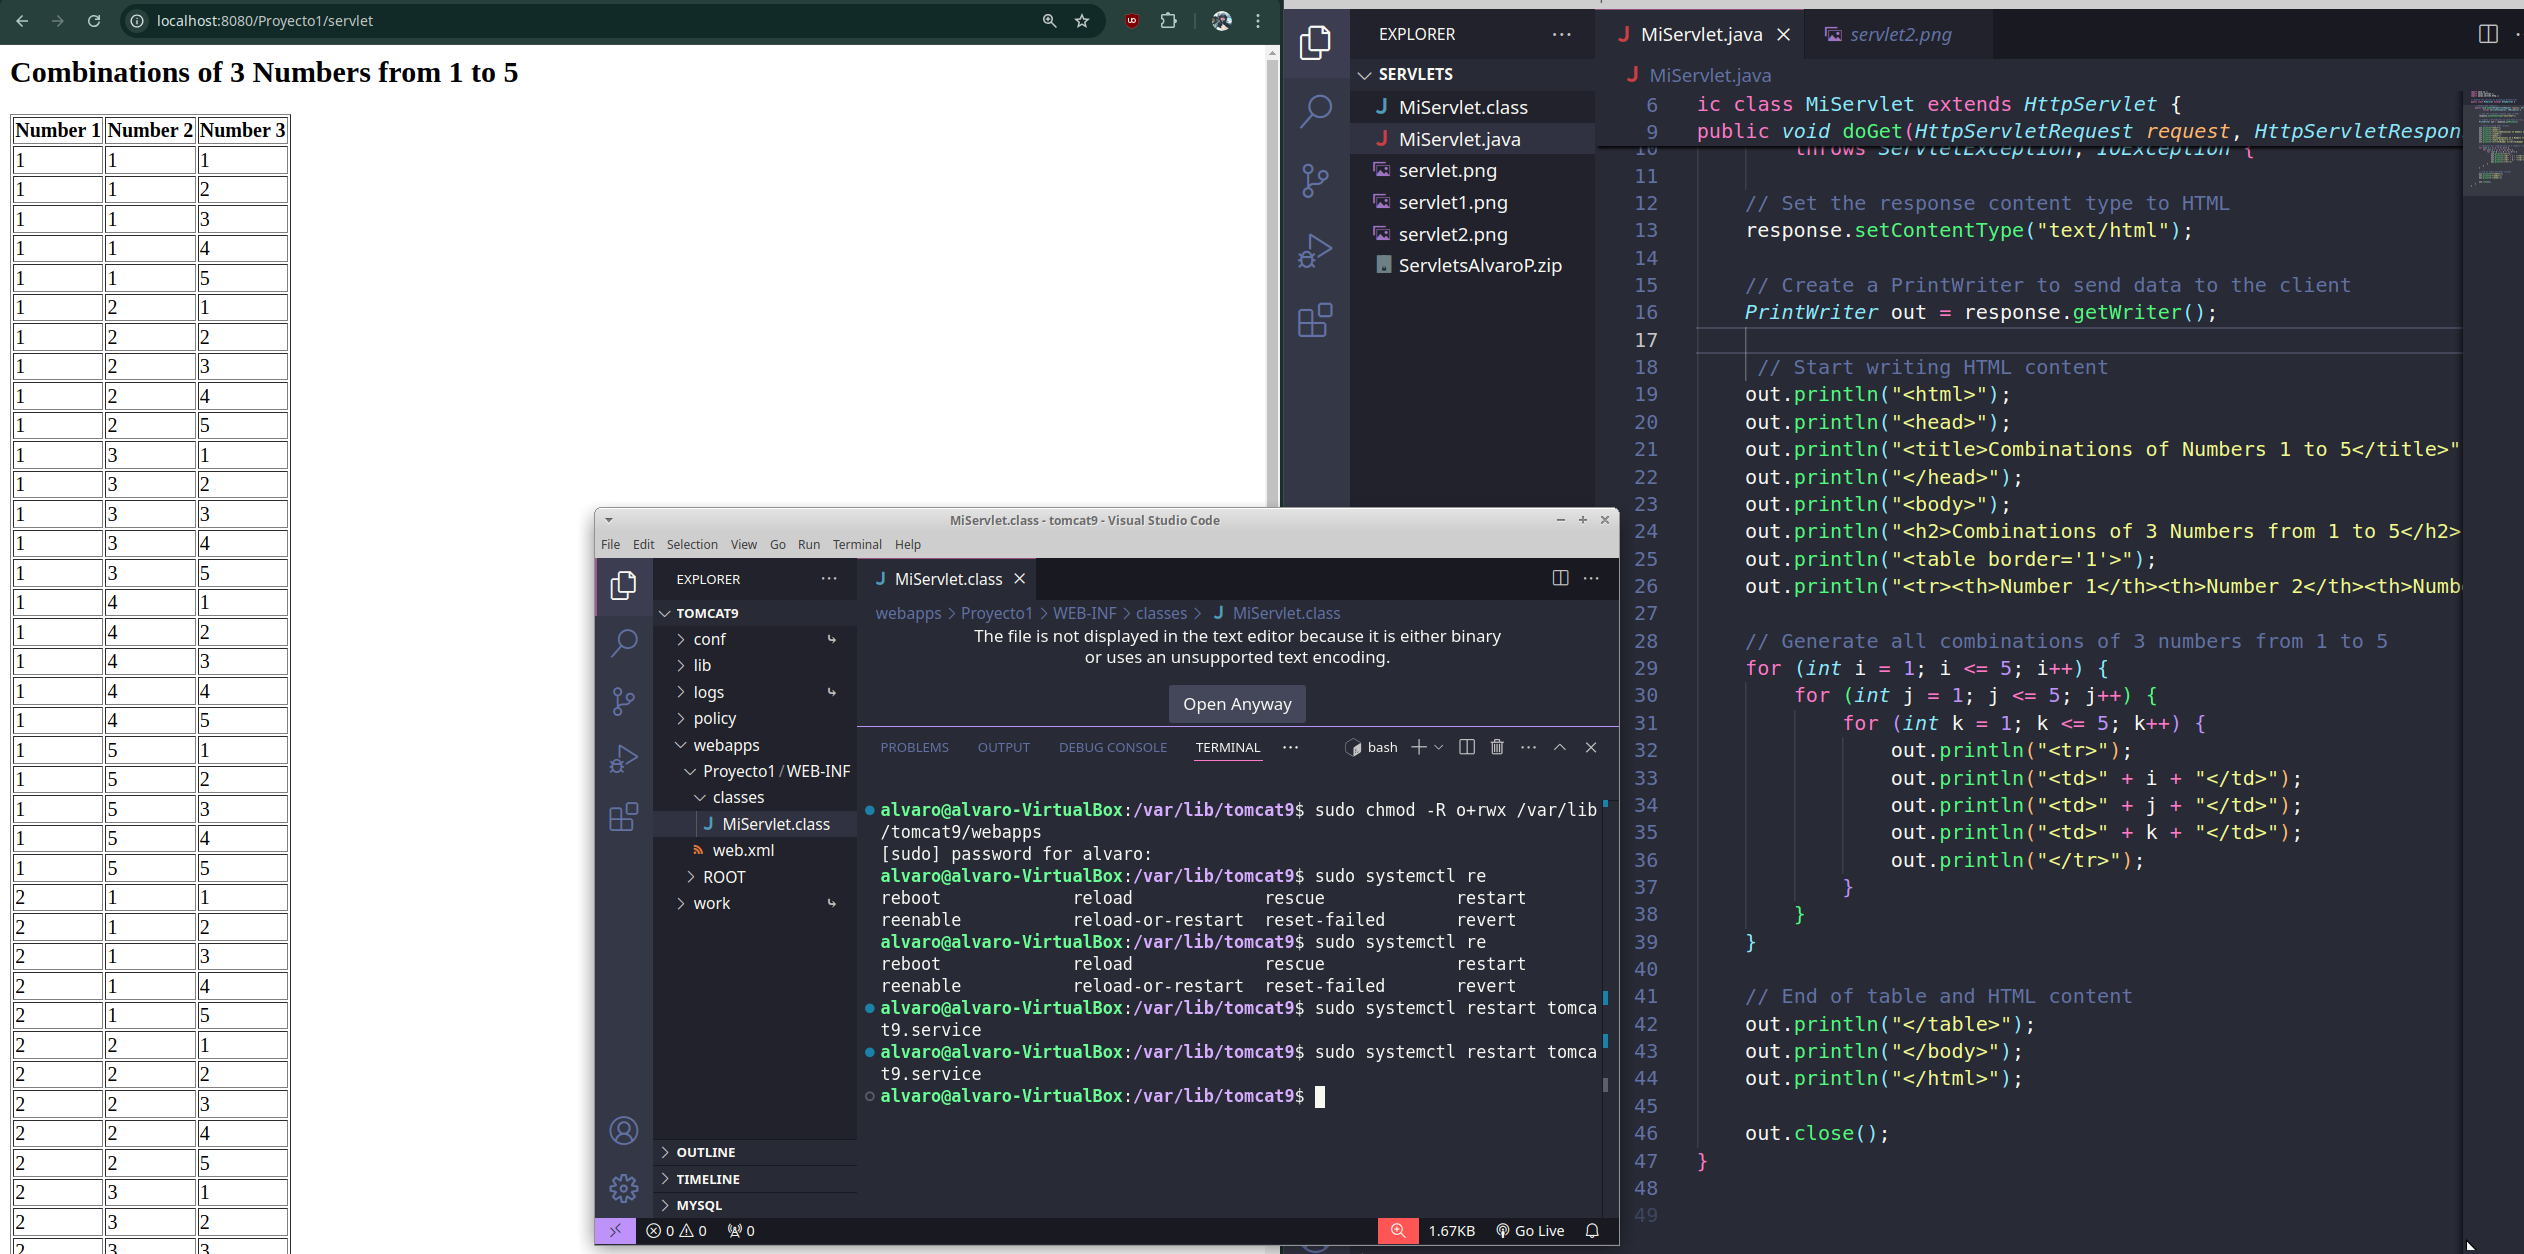 localhost:8080/Proyecto1/servlet
Combinations of 3 Numbers from 1 to 5
Number 1 Number 2 Number 3
1 1 1
1 1 2
1 1 3
1 1 4
1 1 5
1 2 1
1 2 2
1 2 3
1 2 4
1 2 5
1 3 1
1 3 2
1 3 3
1 3 4
1 3 5
1 4 1
1 4 2
1 4 3
1 4 4
1 4 5
1 5 1
1 5 2
1 5 3
1 5 4
1 5 5
2 1 1
2 1 2
2 1 3
2 1 4
2 1 5
2 2 1
2 2 2
2 2 3
2 2 4
2 2 5
2 3 1
2 3 2
2 3 3
EXPLORER
SERVLETS
MiServlet.class
MiServlet.java
servlet.png
servlet1.png
servlet2.png
ServletsAlvaroP.zip
MiServlet.java
servlet2.png
MiServlet.java
6 ic class MiServlet extends HttpServlet {
9 public void doGet(HttpServletRequest request, HttpServletRespon
10 throws ServletException, IOException {
11
12 // Set the response content type to HTML
13 response.setContentType("text/html");
14
15 // Create a PrintWriter to send data to the client
16 PrintWriter out = response.getWriter();
17
18 // Start writing HTML content
19 out.println("<html>");
20 out.println("<head>");
21 out.println("<title>Combinations of Numbers 1 to 5</title>"
22 out.println("</head>");
23 out.println("<body>");
24 out.println("<h2>Combinations of 3 Numbers from 1 to 5</h2>
25 out.println("<table border='1'>");
26 out.println("<tr><th>Number 1</th><th>Number 2</th><th>Numb
27
28 // Generate all combinations of 3 numbers from 1 to 5
29 for (int i = 1; i <= 5; i++) {
30 for (int j = 1; j <= 5; j++) {
31 for (int k = 1; k <= 5; k++) {
32 out.println("<tr>");
33 out.println("<td>" + i + "</td>");
34 out.println("<td>" + j + "</td>");
35 out.println("<td>" + k + "</td>");
36 out.println("</tr>");
37 }
38 }
39 }
40
41 // End of table and HTML content
42 out.println("</table>");
43 out.println("</body>");
44 out.println("</html>");
45
46 out.close();
47 }
48
49
MiServlet.class - tomcat9 - Visual Studio Code
File Edit Selection View Go Run Terminal Help
EXPLORER
TOMCAT9
conf
lib
logs
policy
webapps
Proyecto1 / WEB-INF
classes
MiServlet.class
web.xml
ROOT
work
OUTLINE
TIMELINE
MYSQL
MiServlet.class
webapps > Proyecto1 > WEB-INF > classes > MiServlet.class
The file is not displayed in the text editor because it is either binary
or uses an unsupported text encoding.
Open Anyway
PROBLEMS OUTPUT DEBUG CONSOLE TERMINAL bash
alvaro@alvaro-VirtualBox:/var/lib/tomcat9$ sudo chmod -R o+rwx /var/lib
/tomcat9/webapps
[sudo] password for alvaro:
alvaro@alvaro-VirtualBox:/var/lib/tomcat9$ sudo systemctl re
reboot reload rescue restart
reenable reload-or-restart reset-failed revert
alvaro@alvaro-VirtualBox:/var/lib/tomcat9$ sudo systemctl re
reboot reload rescue restart
reenable reload-or-restart reset-failed revert
alvaro@alvaro-VirtualBox:/var/lib/tomcat9$ sudo systemctl restart tomca
t9.service
alvaro@alvaro-VirtualBox:/var/lib/tomcat9$ sudo systemctl restart tomca
t9.service
alvaro@alvaro-VirtualBox:/var/lib/tomcat9$
0 0 0 1.67KB Go Live